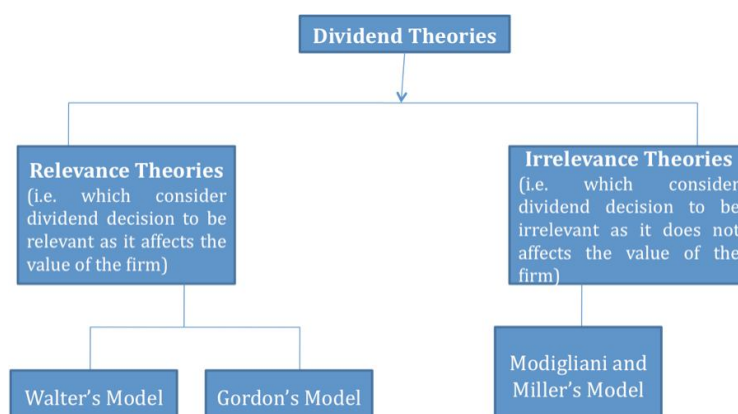 Dividend Theories
Relevance Theories
(i.e. which consider
dividend decision to be
relevant as it affects the
value of the firm)
Irrelevance Theories
(i.e. which consider
dividend decision to be
irrelevant as it does not
affects the value of the
firm)
Walter's Model
Gordon's Model
Modigliani and
Miller's Model